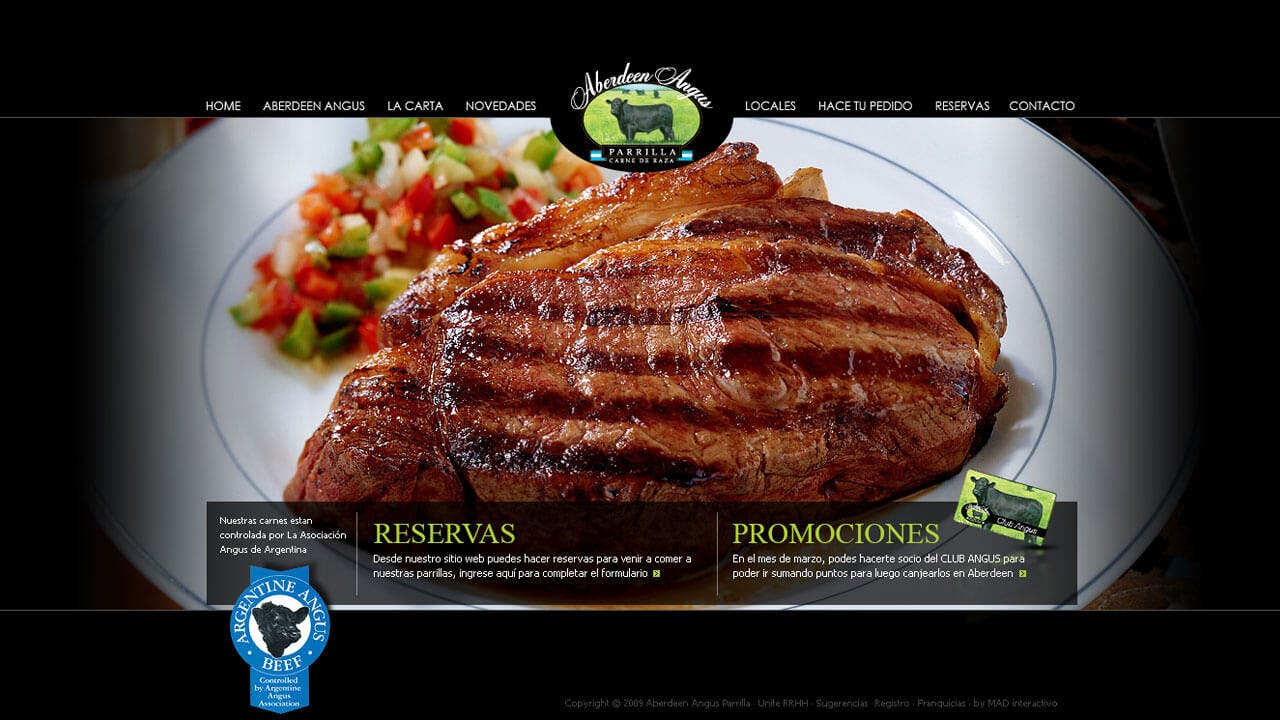 Aberdeen Angus
HOME ABERDEEN ANGUS LA CARTA NOVEDADES LOCALES HACE TU PEDIDO RESERVAS CONTACTO
PARRILLA
CARNE DE RAZA
Nuestras carnes estan
controlada por La Asociación
Angus de Argentina
RESERVAS
Desde nuestro sitio web puedes hacer reservas para venir a comer a
nuestras parrillas, ingrese aquí para completar el formulario
PROMOCIONES
En el mes de marzo, podes hacerte socio del CLUB ANGUS para
poder ir sumando puntos para luego canjearlos en Aberdeen
Club Angus
ARGENTINE ANGUS
BEEF
Controlled
by Argentine
Angus
Association
Copyright © 2009 Aberdeen Angus Parrilla · Unite RRHH · Sugerencias · Registro · Franquicias · by MAD interactivo